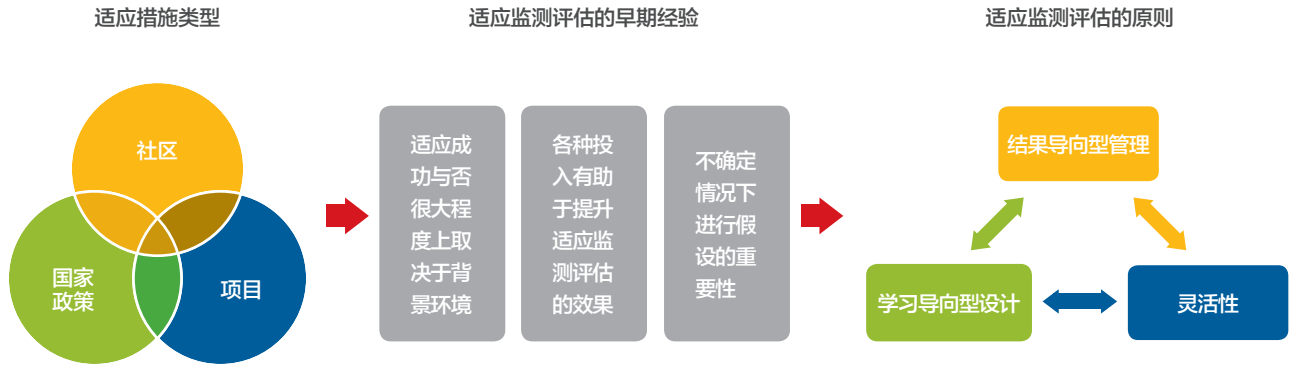 适应措施类型
适应监测评估的早期经验
适应监测评估的原则
社区
国家
政策
项目
适应成
功与否
很大程
度上取
决于背
景环境
各种投
入有助
于提升
适应监
测评估
的效果
不确定
情况下
进行假
设的重
要性
结果导向型管理
学习导向型设计
灵活性